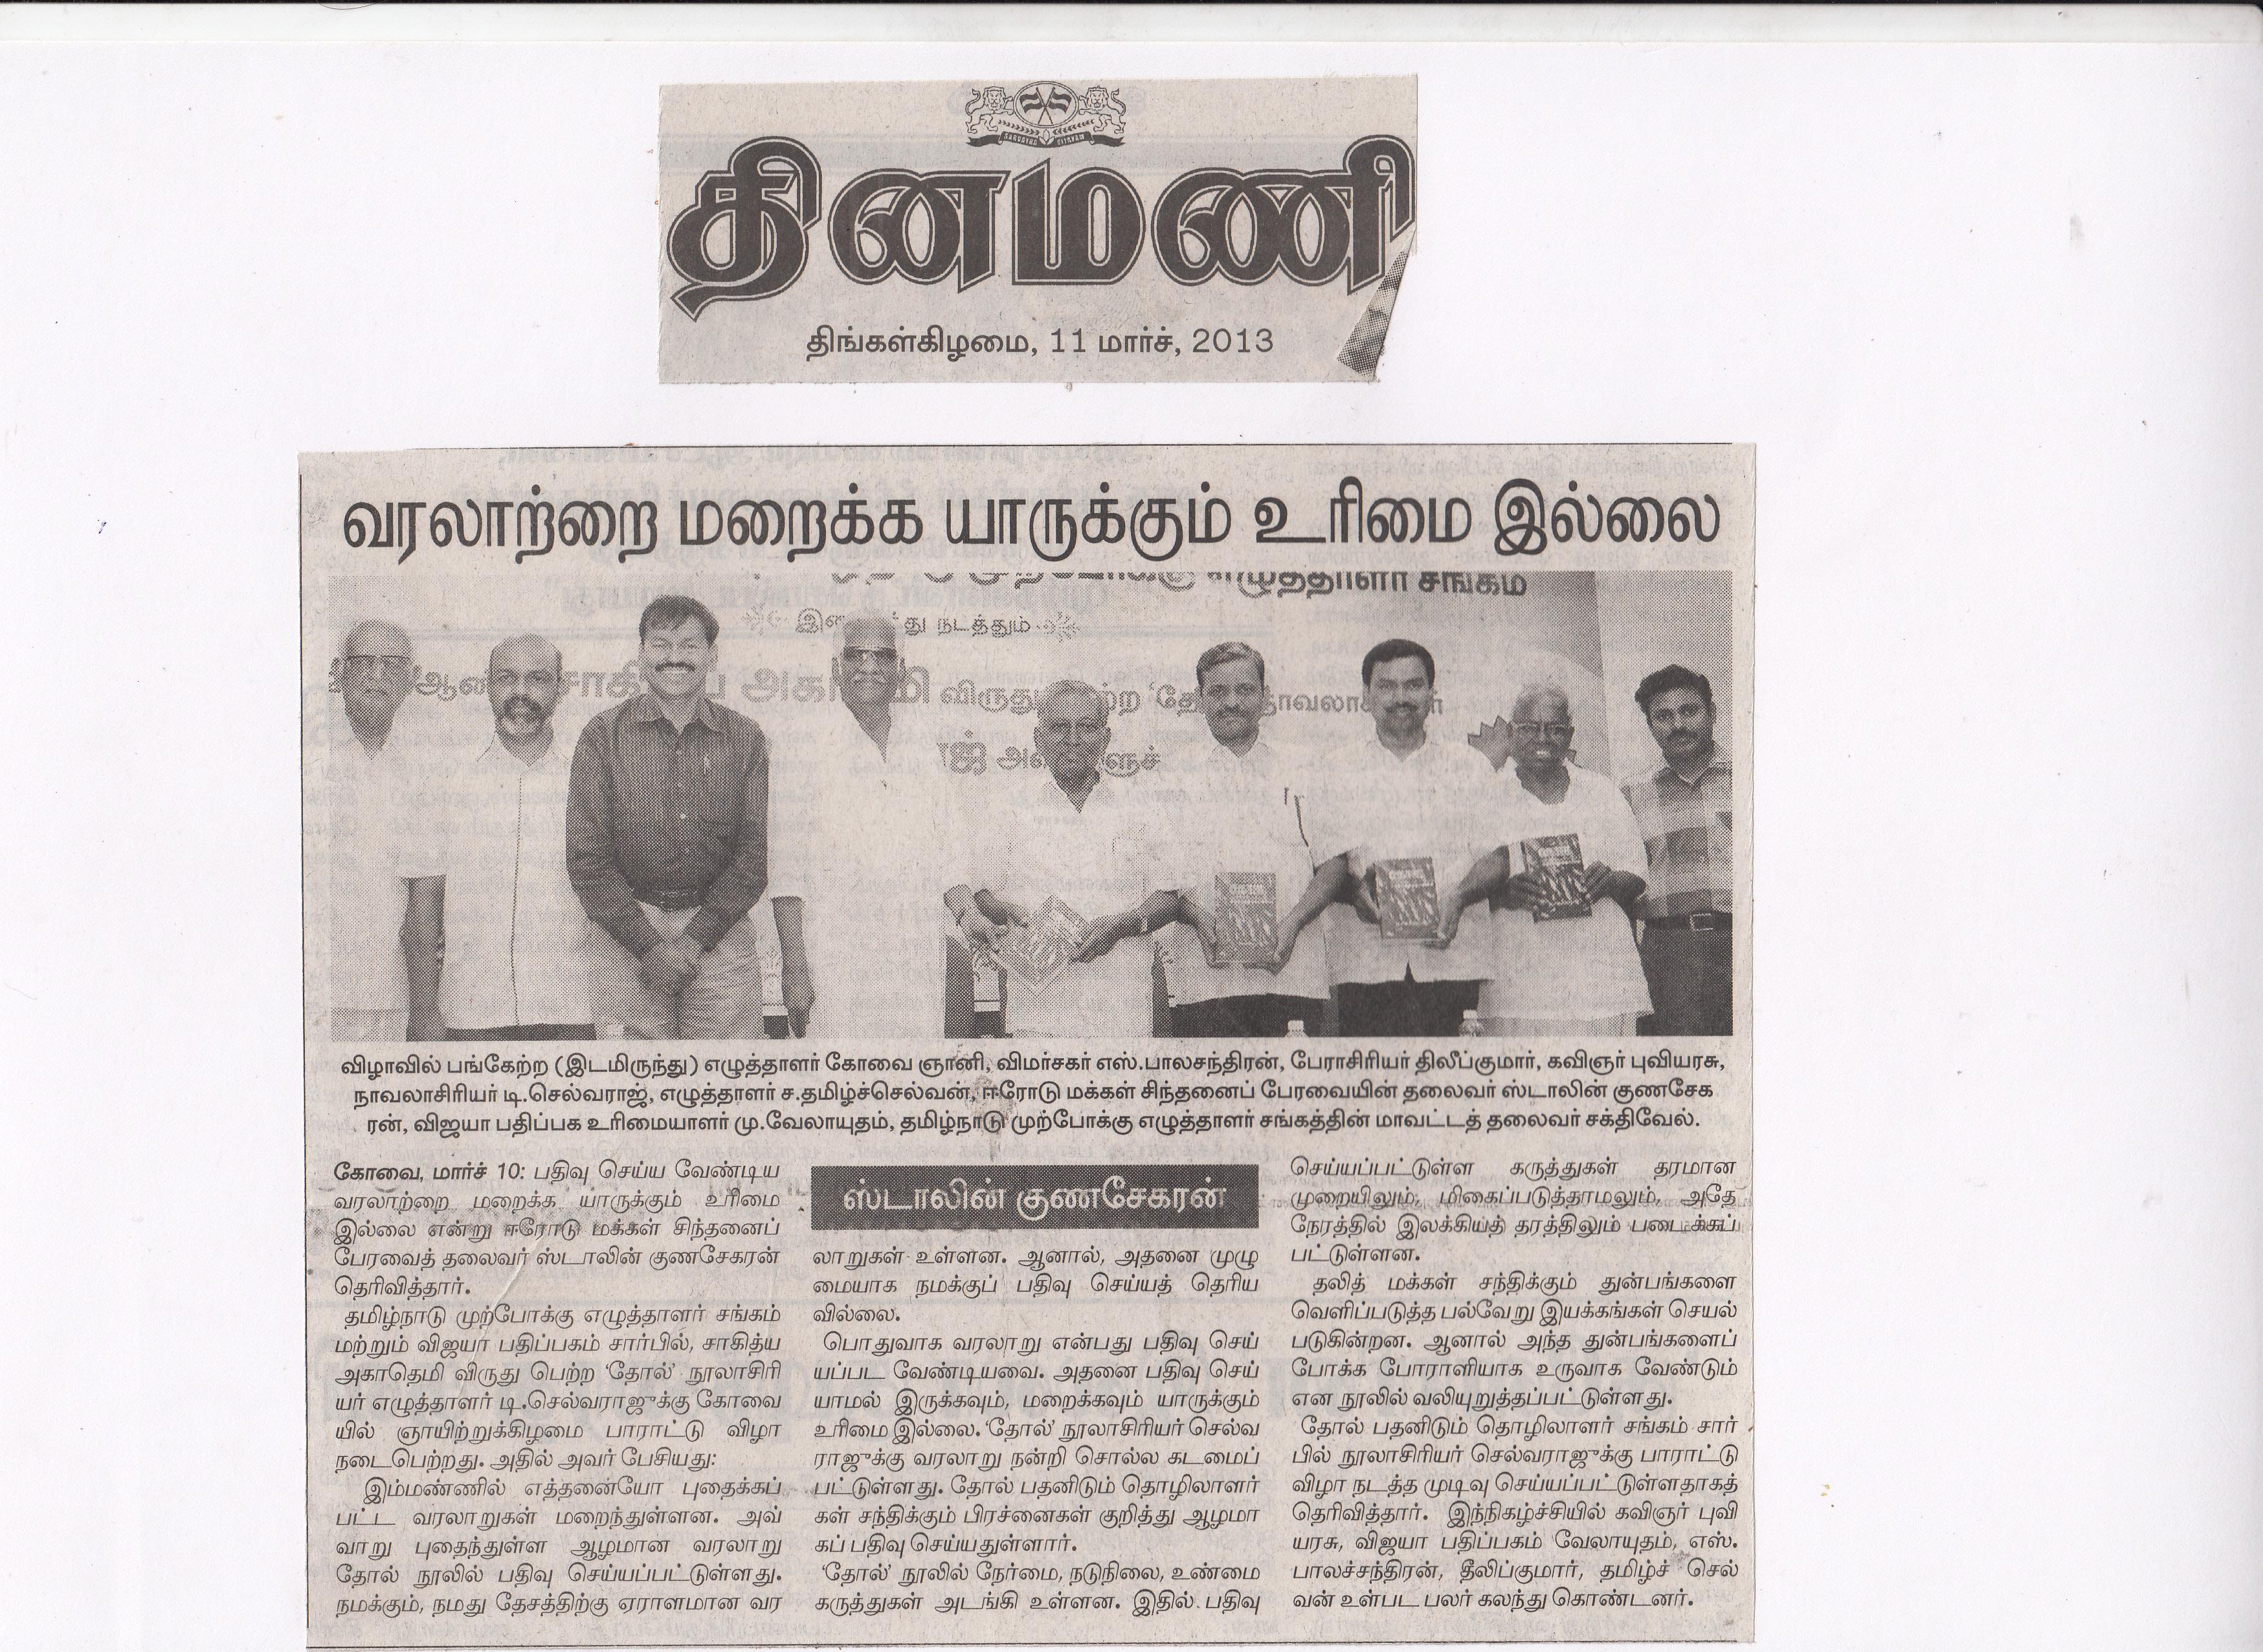 தினமணி
திங்கள்கிழமை, 11 மார்ச், 2013
வரலாற்றை மறைக்க யாருக்கும் உரிமை இல்லை
எழுத்தாளர் சங்கம்
நடத்தும்
விருது
விழாவில் பங்கேற்ற (இடமிருந்து) எழுத்தாளர் கோவை ஞானி, விமர்சகர் எஸ்.பாலசந்திரன், பேராசிரியர் திலீப்குமார், கவிஞர் புவியரசு,
நாவலாசிரியர் டி.செல்வராஜ், எழுத்தாளர் ச.தமிழ்ச்செல்வன், ஈரோடு மக்கள் சிந்தனைப் பேரவையின் தலைவர் ஸ்டாலின் குணசேக
ரன், விஜயா பதிப்பக உரிமையாளர் மு.வேலாயுதம், தமிழ்நாடு முற்போக்கு எழுத்தாளர் சங்கத்தின் மாவட்டத் தலைவர் சக்திவேல்.
கோவை, மார்ச் 10: பதிவு செய்ய வேண்டிய
வரலாற்றை மறைக்க யாருக்கும் உரிமை
இல்லை என்று ஈரோடு மக்கள் சிந்தனைப்
பேரவைத் தலைவர் ஸ்டாலின் குணசேகரன்
தெரிவித்தார்.
தமிழ்நாடு முற்போக்கு எழுத்தாளர் சங்கம்
மற்றும் விஜயா பதிப்பகம் சார்பில், சாகித்ய
அகாதெமி விருது பெற்ற 'தோல்' நூலாசிரி
யர் எழுத்தாளர் டி.செல்வராஜுக்கு கோவை
யில் ஞாயிற்றுக்கிழமை பாராட்டு விழா
நடைபெற்றது. அதில் அவர் பேசியது:
இம்மண்ணில் எத்தனையோ புதைக்கப்
பட்ட வரலாறுகள் மறைந்துள்ளன. அவ்
வாறு புதைந்துள்ள ஆழமான வரலாறு
தோல் நூலில் பதிவு செய்யப்பட்டுள்ளது.
நமக்கும், நமது தேசத்திற்கு ஏராளமான வர
ஸ்டாலின் குணசேகரன்
லாறுகள் உள்ளன. ஆனால், அதனை முழு
மையாக நமக்குப் பதிவு செய்யத் தெரிய
வில்லை.
பொதுவாக வரலாறு என்பது பதிவு செய்
யப்பட வேண்டியவை. அதனை பதிவு செய்
யாமல் இருக்கவும், மறைக்கவும் யாருக்கும்
உரிமை இல்லை. 'தோல்' நூலாசிரியர் செல்வ
ராஜுக்கு வரலாறு நன்றி சொல்ல கடமைப்
பட்டுள்ளது. தோல் பதனிடும் தொழிலாளர்
கள் சந்திக்கும் பிரச்னைகள் குறித்து ஆழமா
கப் பதிவு செய்யதுள்ளார்.
'தோல்' நூலில் நேர்மை, நடுநிலை, உண்மை
கருத்துகள் அடங்கி உள்ளன. இதில் பதிவு
செய்யப்பட்டுள்ள கருத்துகள் தரமான
முறையிலும், மிகைப்படுத்தாமலும், அதே
நேரத்தில் இலக்கியத் தரத்திலும் படைக்கப்
பட்டுள்ளன.
தலித் மக்கள் சந்திக்கும் துன்பங்களை
வெளிப்படுத்த பல்வேறு இயக்கங்கள் செயல்
படுகின்றன. ஆனால் அந்த துன்பங்களைப்
போக்க போராளியாக உருவாக வேண்டும்
என நூலில் வலியுறுத்தப்பட்டுள்ளது.
தோல் பதனிடும் தொழிலாளர் சங்கம் சார்
பில் நூலாசிரியர் செல்வராஜுக்கு பாராட்டு
விழா நடத்த முடிவு செய்யப்பட்டுள்ளதாகத்
தெரிவித்தார். இந்நிகழ்ச்சியில் கவிஞர் புவி
யரசு, விஜயா பதிப்பகம் வேலாயுதம், எஸ்.
பாலச்சந்திரன், தீலிப்குமார், தமிழ்ச் செல்
வன் உள்பட பலர் கலந்து கொண்டனர்.